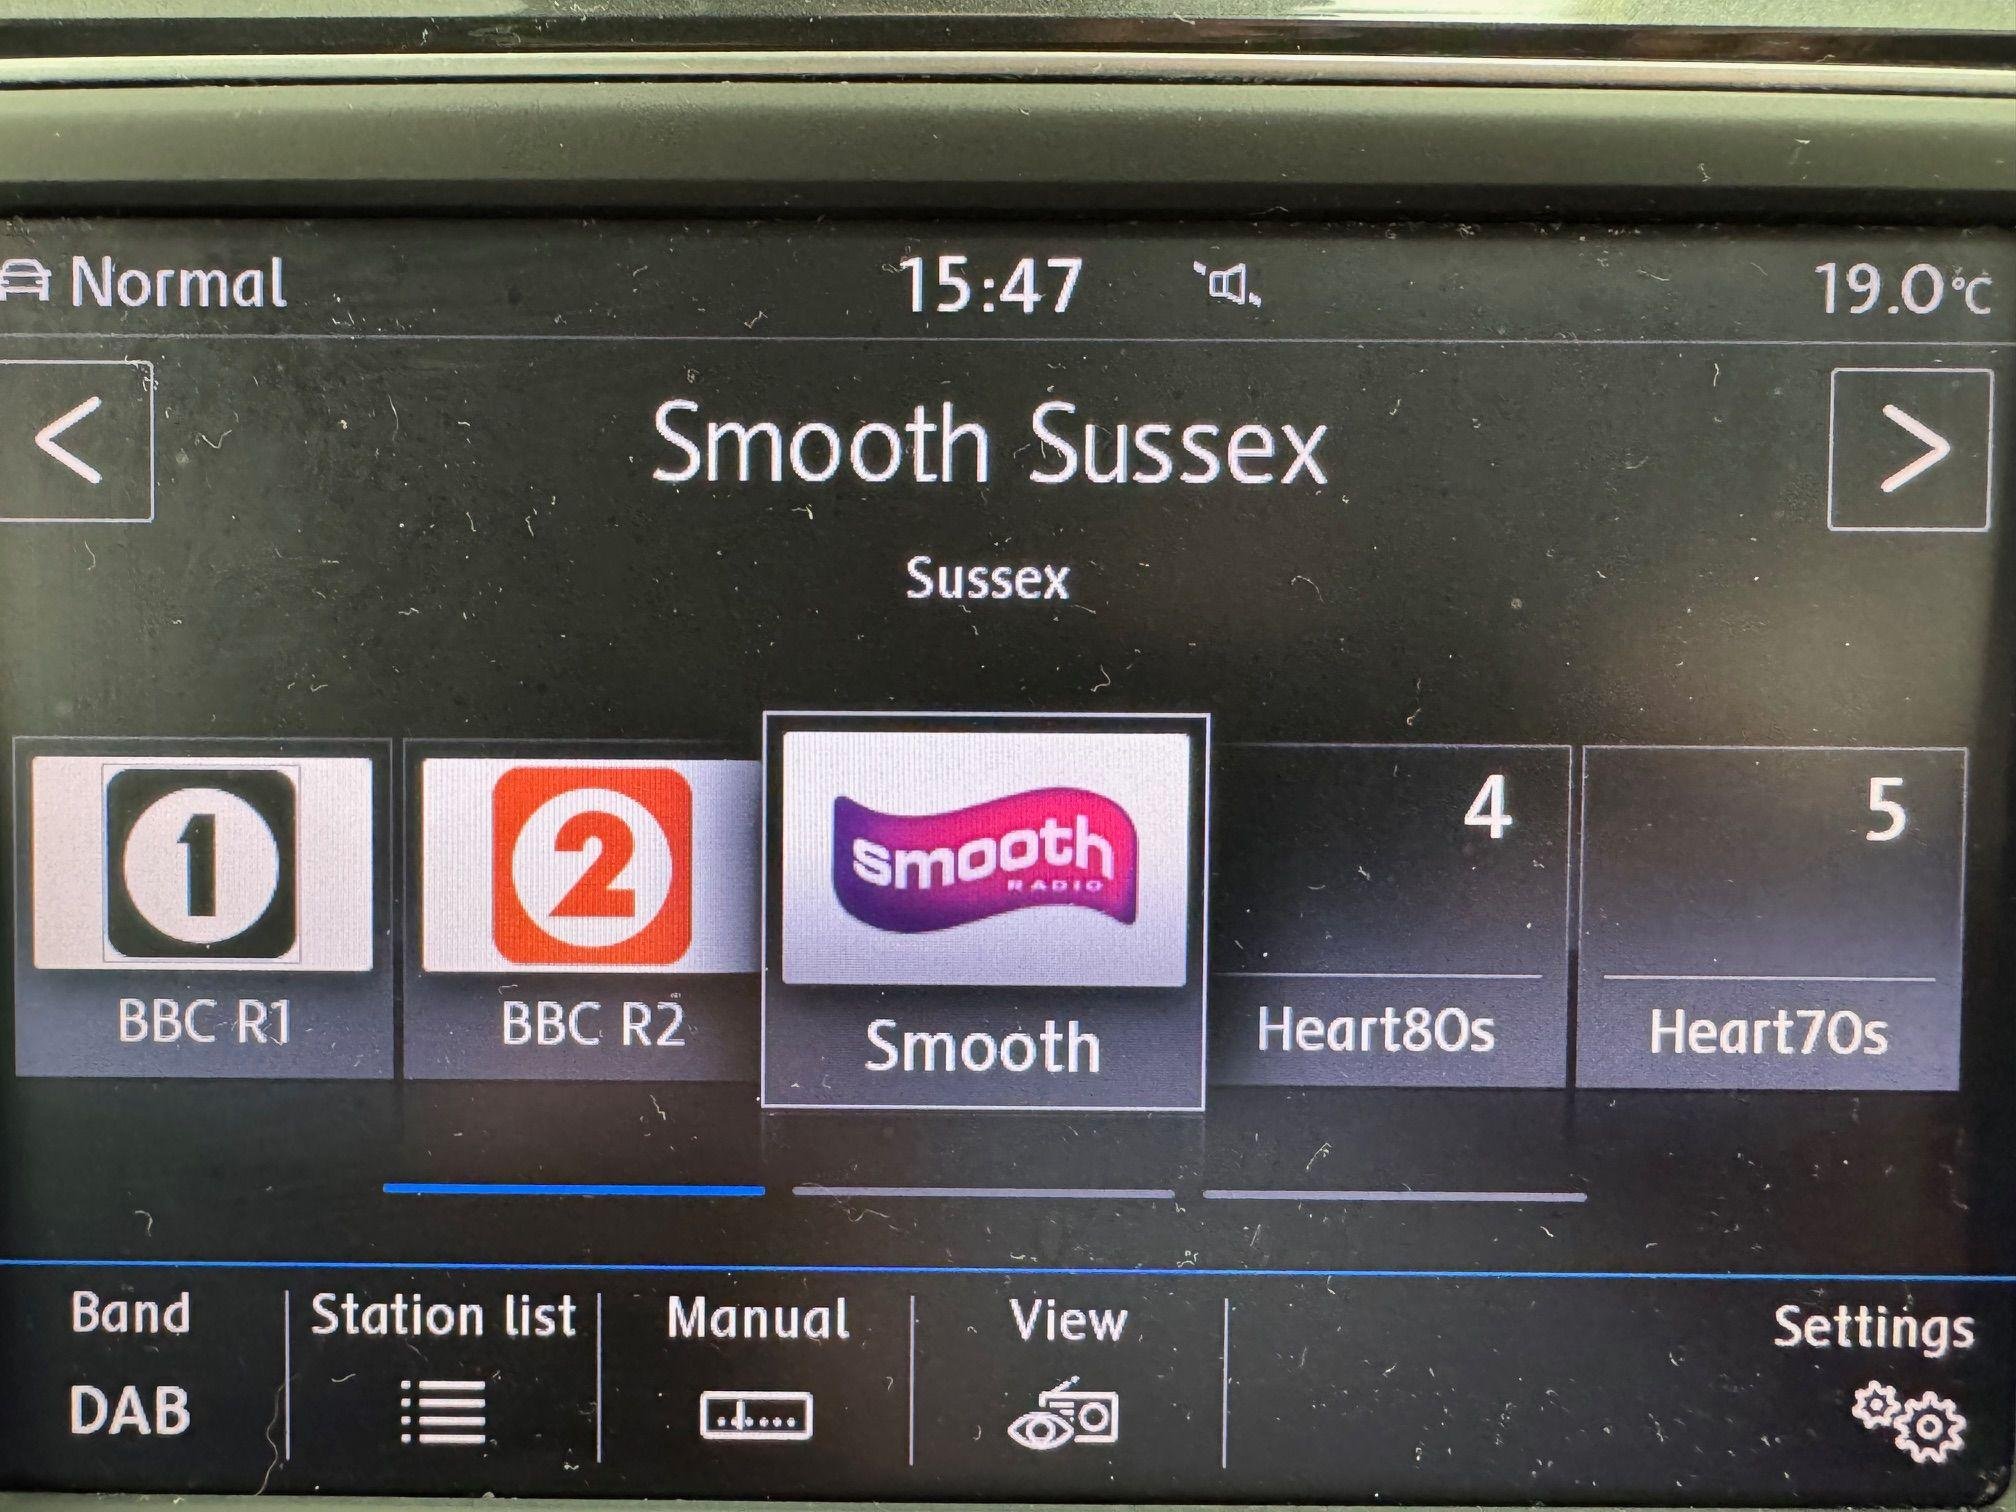 Normal 15:47 19.0°C
<
Smooth Sussex
>
Sussex
1
2
smooth
RADIO
4
5
BBC R1
BBC R2
Smooth
Heart80s
Heart70s
Band
Station list
Manual
View
Settings
DAB